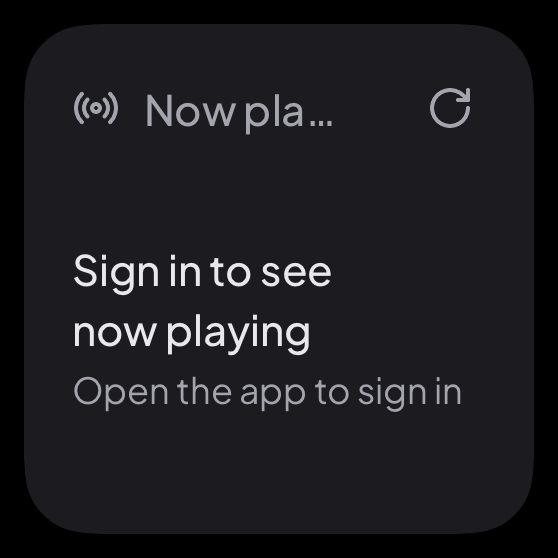 Now pla...
Sign in to see
now playing
Open the app to sign in